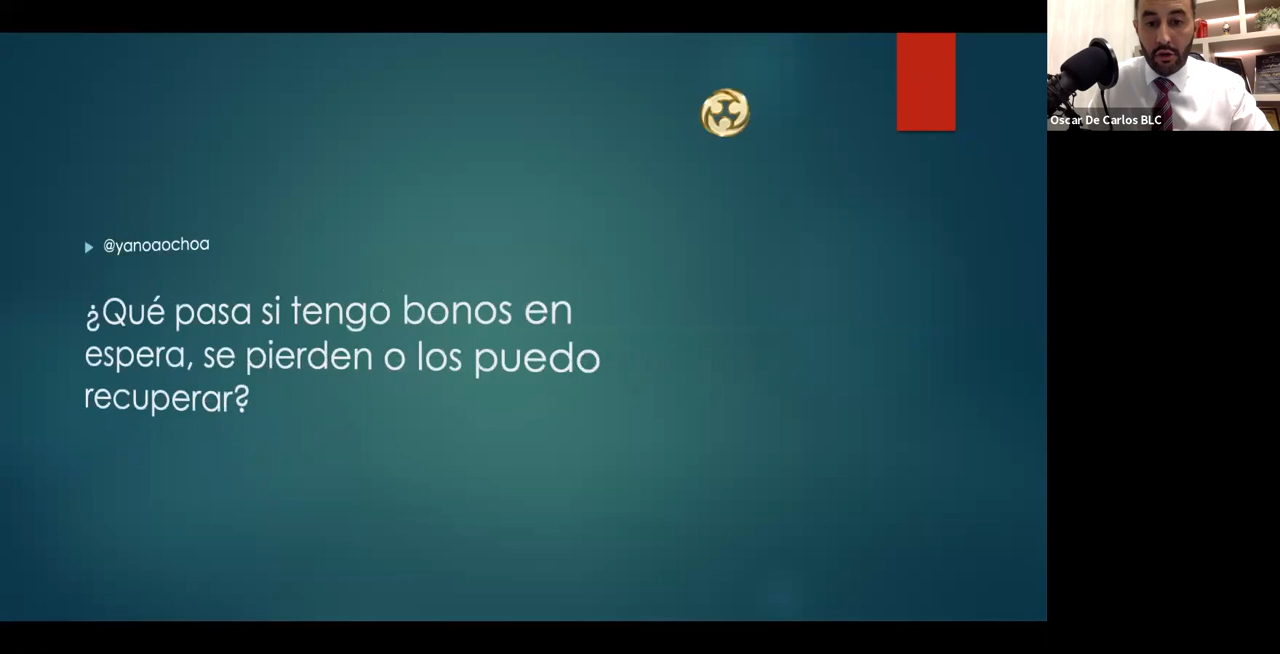 Oscar De Carlos BLC
@yanoaochoa
¿Qué pasa si tengo bonos en
espera, se pierden o los puedo
recuperar?